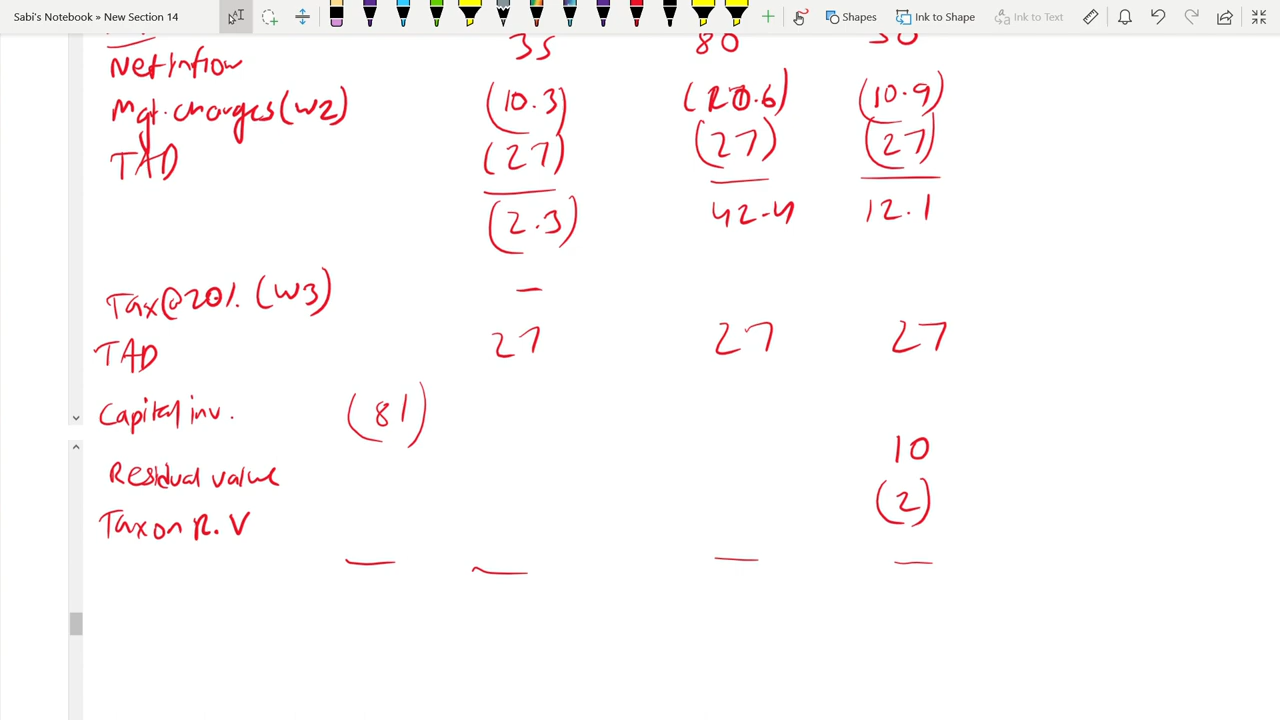 Sabi's Notebook » New Section 14
Shapes Ink to Shape Ink to Text
Net Inflow 35 80 50
Mgt. charges (W2) (10.3) (10.6) (10.9)
TAD (27) (27) (27)
(2.3) 42.4 12.1
Tax@20% (W3) –
TAD 27 27 27
Capital inv. (81)
Residual value 10
Tax on R.V (2)